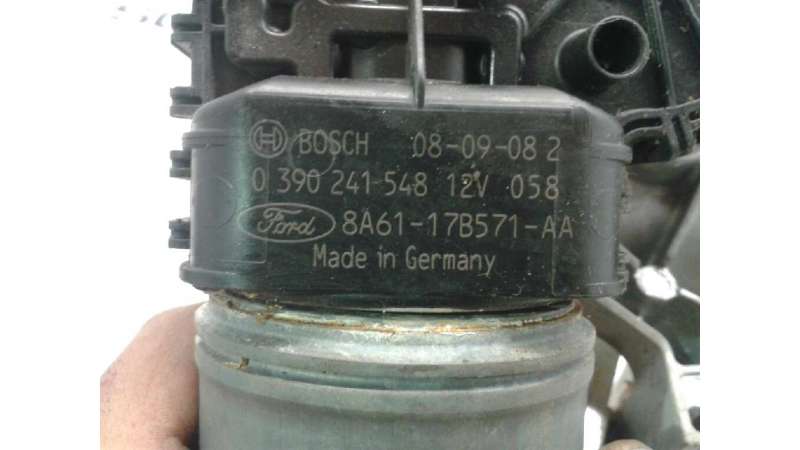 BOSCH 08-09-08 2
0 390 241-548 12V 058
Ford 8A61-17B571-AA
Made in Germany